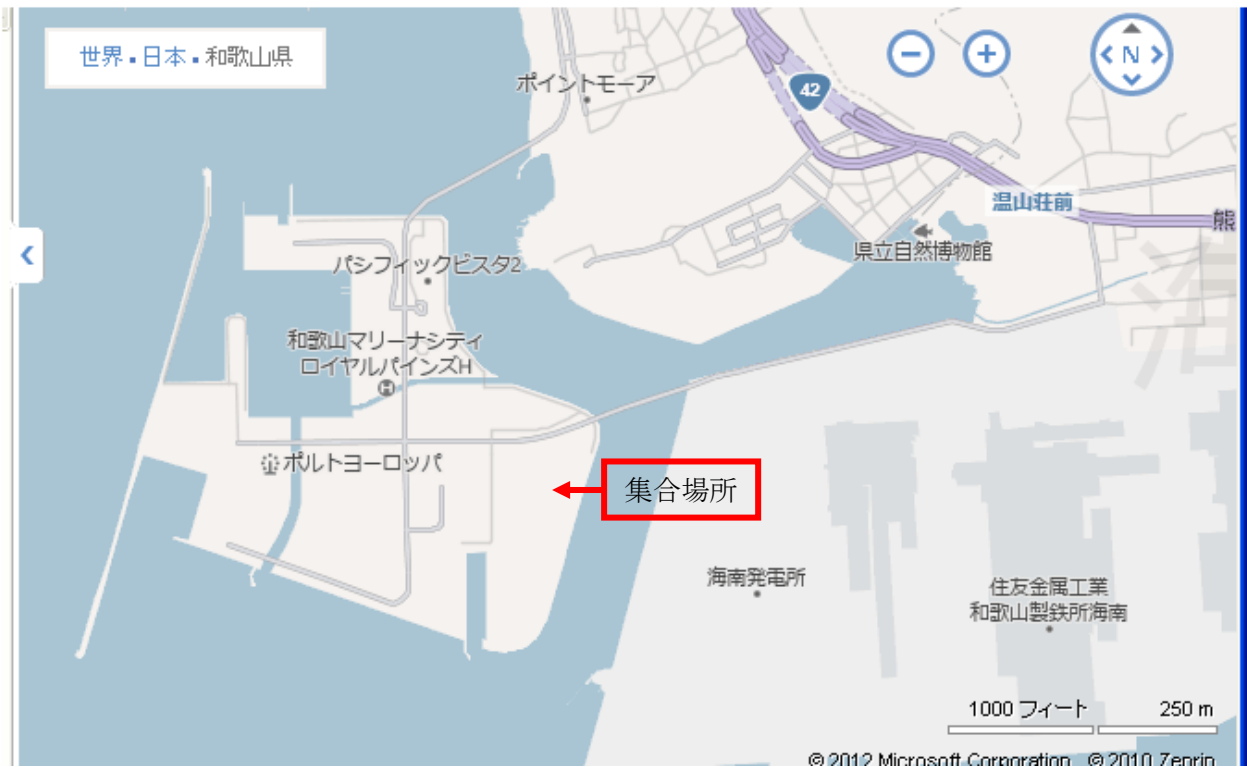 世界 ▪ 日本 ▪ 和歌山県
ポイントモーア
42
N
温山荘前
熊
県立自然博物館
パシフィックビスタ2
和歌山マリーナシティ
ロイヤルパインズH
H
ポルトヨーロッパ
集合場所
海南発電所
住友金属工業
和歌山製鉄所海南
海
1000 フィート
250 m
© 2012 Microsoft Corporation © 2010 Zenrin